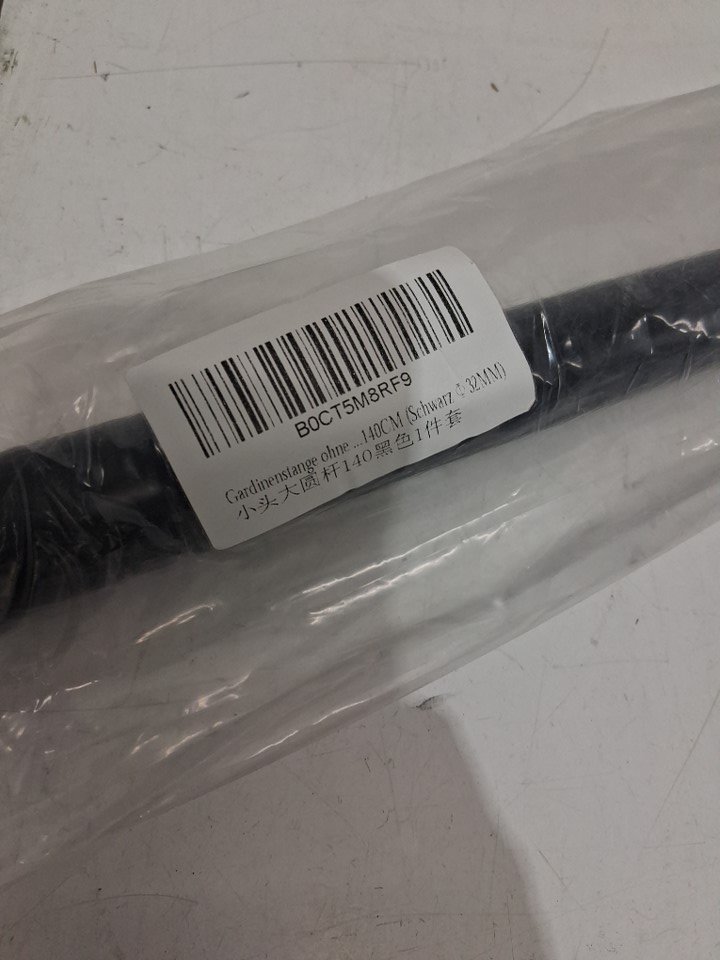 B0CT5M8RF9
Gardinenstange ohne ...140CM (Schwarz Φ 32MM)
小头大圆杆140黑色1件套